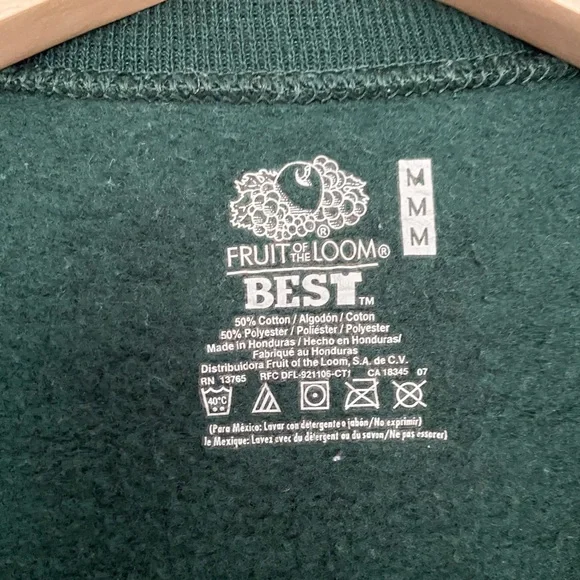 M
M
M
®
FRUIT OF THE LOOM®
BEST™
50% Cotton / Algodón / Coton
50% Polyester / Poliéster / Polyester
Made in Honduras / Hecho en Honduras/
Fabriqué au Honduras
Distribuidora Fruit of the Loom, S.A. de C.V.
RN 13765 RFC DFL-921106-CT1 CA 18345 07
40°C
(Para México: Lavar con detergente o jabón/No exprimir)
le Mexique: Lavez avec du détergent au du savon/Ne pas essorer)